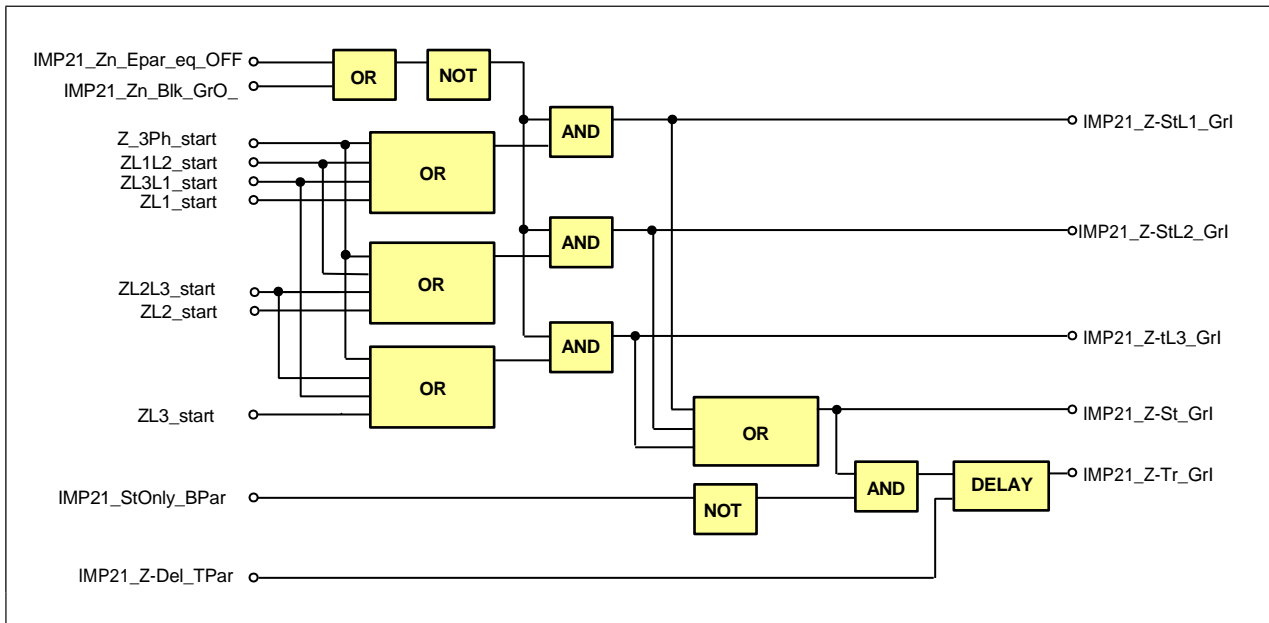 IMP21_Zn_Epar_eq_OFF
IMP21_Zn_Blk_GrO_
OR
NOT
Z_3Ph_start
ZL1L2_start
ZL3L1_start
ZL1_start
OR
AND
IMP21_Z-StL1_GrI
ZL2L3_start
ZL2_start
OR
AND
IMP21_Z-StL2_GrI
OR
AND
IMP21_Z-tL3_GrI
ZL3_start
OR
IMP21_Z-St_GrI
IMP21_StOnly_BPar
NOT
AND
DELAY
IMP21_Z-Tr_GrI
IMP21_Z-Del_TPar